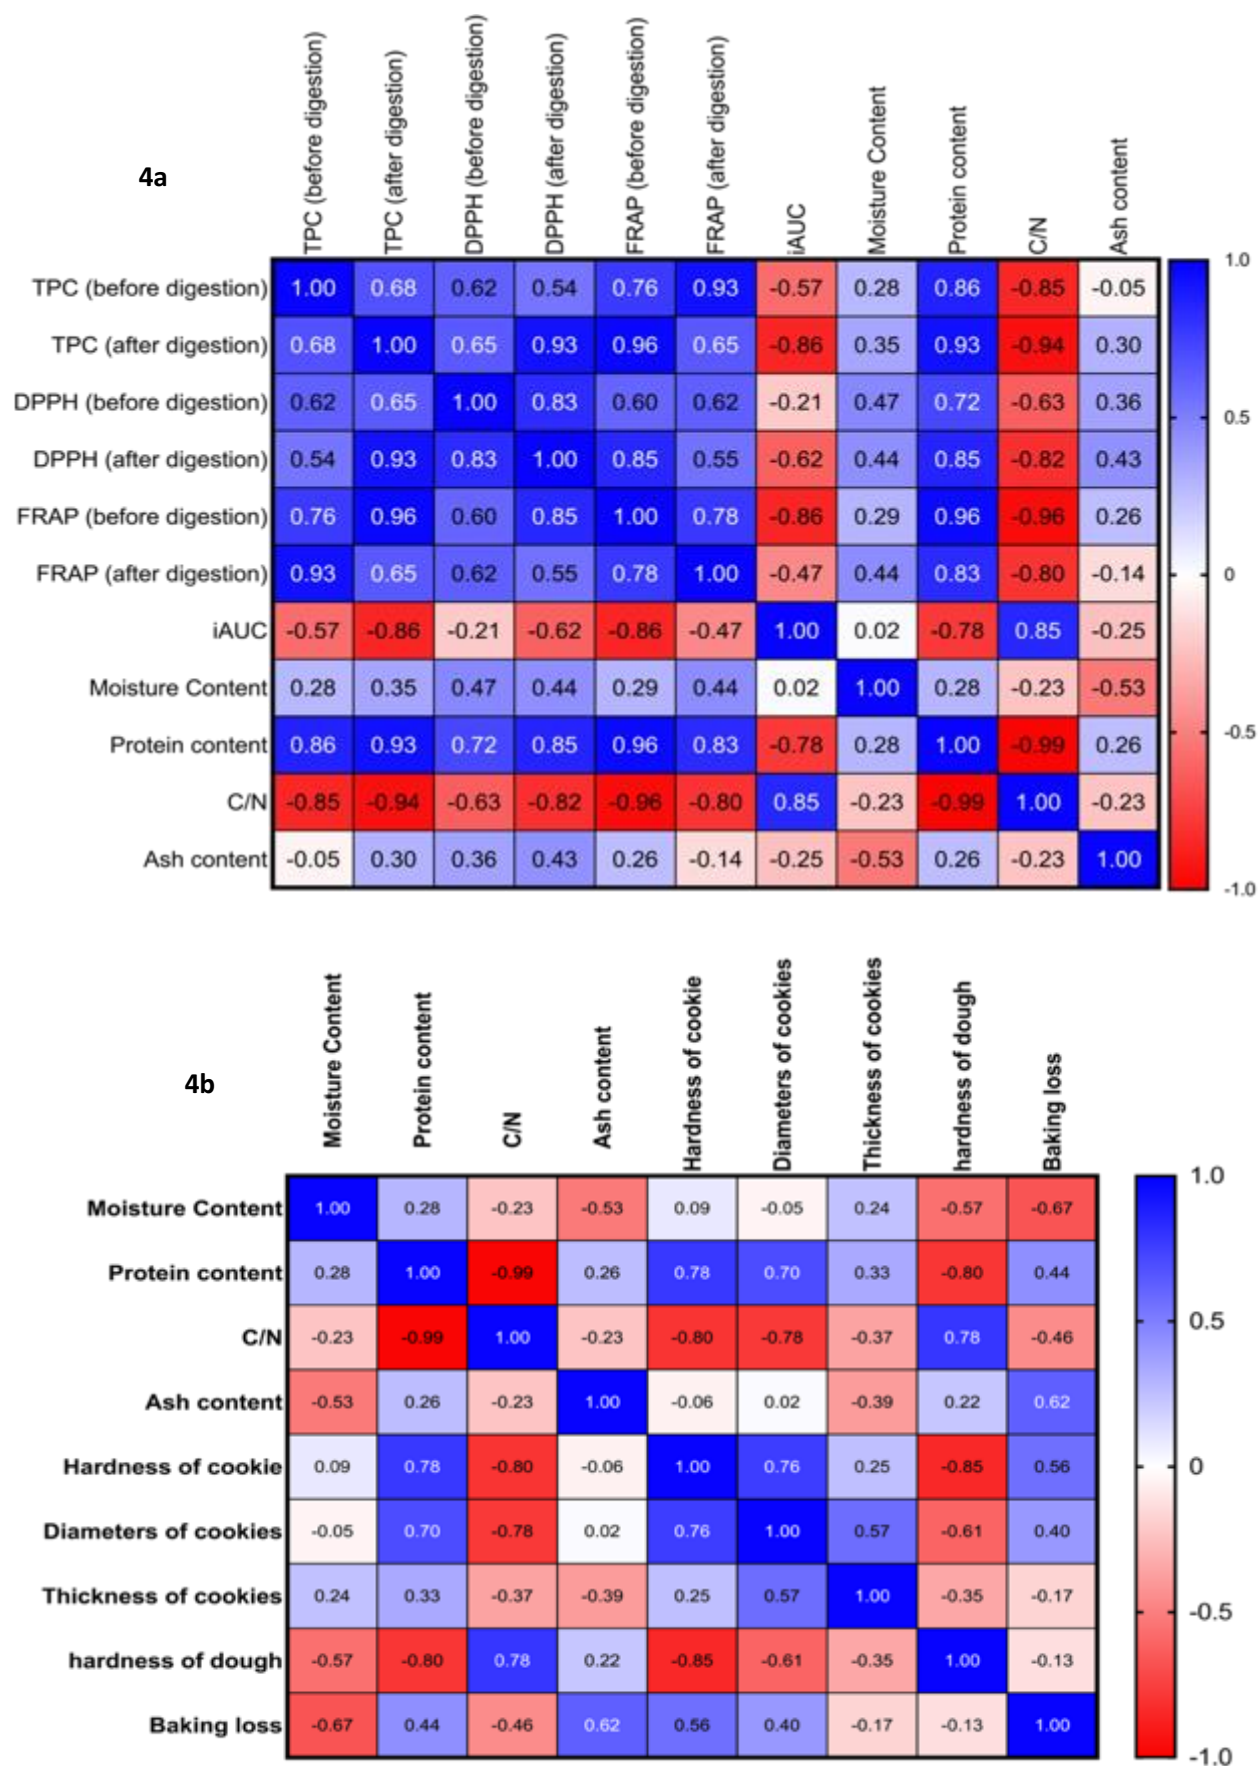 4a
TPC (before digestion)
TPC (after digestion)
DPPH (before digestion)
DPPH (after digestion)
FRAP (before digestion)
FRAP (after digestion)
iAUC
Moisture Content
Protein content
C/N
Ash content
TPC (before digestion) 1.00 0.68 0.62 0.54 0.76 0.93 -0.57 0.28 0.86 -0.85 -0.05
TPC (after digestion) 0.68 1.00 0.65 0.93 0.96 0.65 -0.86 0.35 0.93 -0.94 0.30
DPPH (before digestion) 0.62 0.65 1.00 0.83 0.60 0.62 -0.21 0.47 0.72 -0.63 0.36
DPPH (after digestion) 0.54 0.93 0.83 1.00 0.85 0.55 -0.62 0.44 0.85 -0.82 0.43
FRAP (before digestion) 0.76 0.96 0.60 0.85 1.00 0.78 -0.86 0.29 0.96 -0.96 0.26
FRAP (after digestion) 0.93 0.65 0.62 0.55 0.78 1.00 -0.47 0.44 0.83 -0.80 -0.14
iAUC -0.57 -0.86 -0.21 -0.62 -0.86 -0.47 1.00 0.02 -0.78 0.85 -0.25
Moisture Content 0.28 0.35 0.47 0.44 0.29 0.44 0.02 1.00 0.28 -0.23 -0.53
Protein content 0.86 0.93 0.72 0.85 0.96 0.83 -0.78 0.28 1.00 -0.99 0.26
C/N -0.85 -0.94 -0.63 -0.82 -0.96 -0.80 0.85 -0.23 -0.99 1.00 -0.23
Ash content -0.05 0.30 0.36 0.43 0.26 -0.14 -0.25 -0.53 0.26 -0.23 1.00
1.0
0.5
0
-0.5
-1.0
4b
Moisture Content
Protein content
C/N
Ash content
Hardness of cookie
Diameters of cookies
Thickness of cookies
hardness of dough
Baking loss
Moisture Content 1.00 0.28 -0.23 -0.53 0.09 -0.05 0.24 -0.57 -0.67
Protein content 0.28 1.00 -0.99 0.26 0.78 0.70 0.33 -0.80 0.44
C/N -0.23 -0.99 1.00 -0.23 -0.80 -0.78 -0.37 0.78 -0.46
Ash content -0.53 0.26 -0.23 1.00 -0.06 0.02 -0.39 0.22 0.62
Hardness of cookie 0.09 0.78 -0.80 -0.06 1.00 0.76 0.25 -0.85 0.56
Diameters of cookies -0.05 0.70 -0.78 0.02 0.76 1.00 0.57 -0.61 0.40
Thickness of cookies 0.24 0.33 -0.37 -0.39 0.25 0.57 1.00 -0.35 -0.17
hardness of dough -0.57 -0.80 0.78 0.22 -0.85 -0.61 -0.35 1.00 -0.13
Baking loss -0.67 0.44 -0.46 0.62 0.56 0.40 -0.17 -0.13 1.00
1.0
0.5
0
-0.5
-1.0